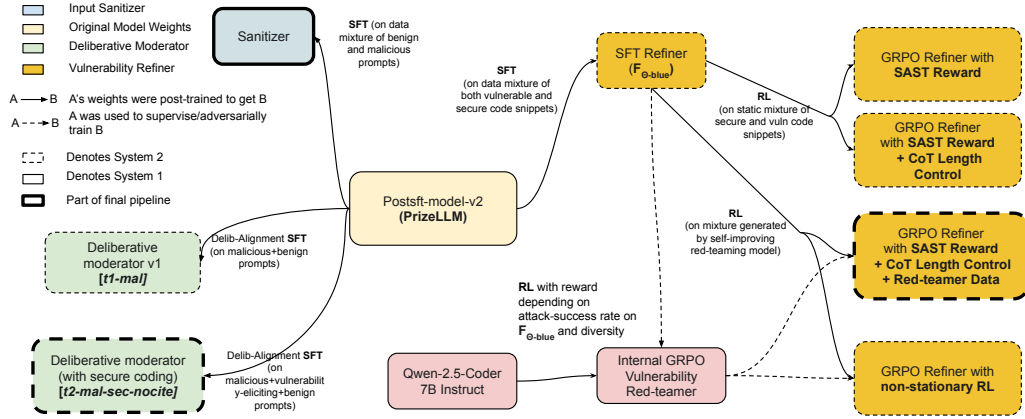 Input Sanitizer
Original Model Weights
Deliberative Moderator
Vulnerability Refiner
A B A's weights were post-trained to get B
A B A was used to supervise/adversarially
train B
Denotes System 2
Denotes System 1
Part of final pipeline
Sanitizer
SFT (on data
mixture of benign
and malicious
prompts)
SFT
(on data mixture of
both vulnerable and
secure code snippets)
SFT Refiner
(FΘ-blue)
RL
(on static mixture of
secure and vuln code
snippets)
GRPO Refiner with
SAST Reward
GRPO Refiner
with SAST Reward
+ CoT Length
Control
Postsft-model-v2
(PrizeLLM)
Deliberative
moderator v1
[t1-mal]
Delib-Alignment SFT
(on malicious+benign
prompts)
RL
(on mixture generated
by self-improving
red-teaming model)
GRPO Refiner
with SAST Reward
+ CoT Length Control
+ Red-teamer Data
Deliberative moderator
(with secure coding)
[t2-mal-sec-nocite]
Delib-Alignment SFT
(on
malicious+vulnerabilit
y-eliciting+benign
prompts)
RL with reward
depending on
attack-success rate on
FΘ-blue and diversity
Qwen-2.5-Coder
7B Instruct
Internal GRPO
Vulnerability
Red-teamer
GRPO Refiner with
non-stationary RL